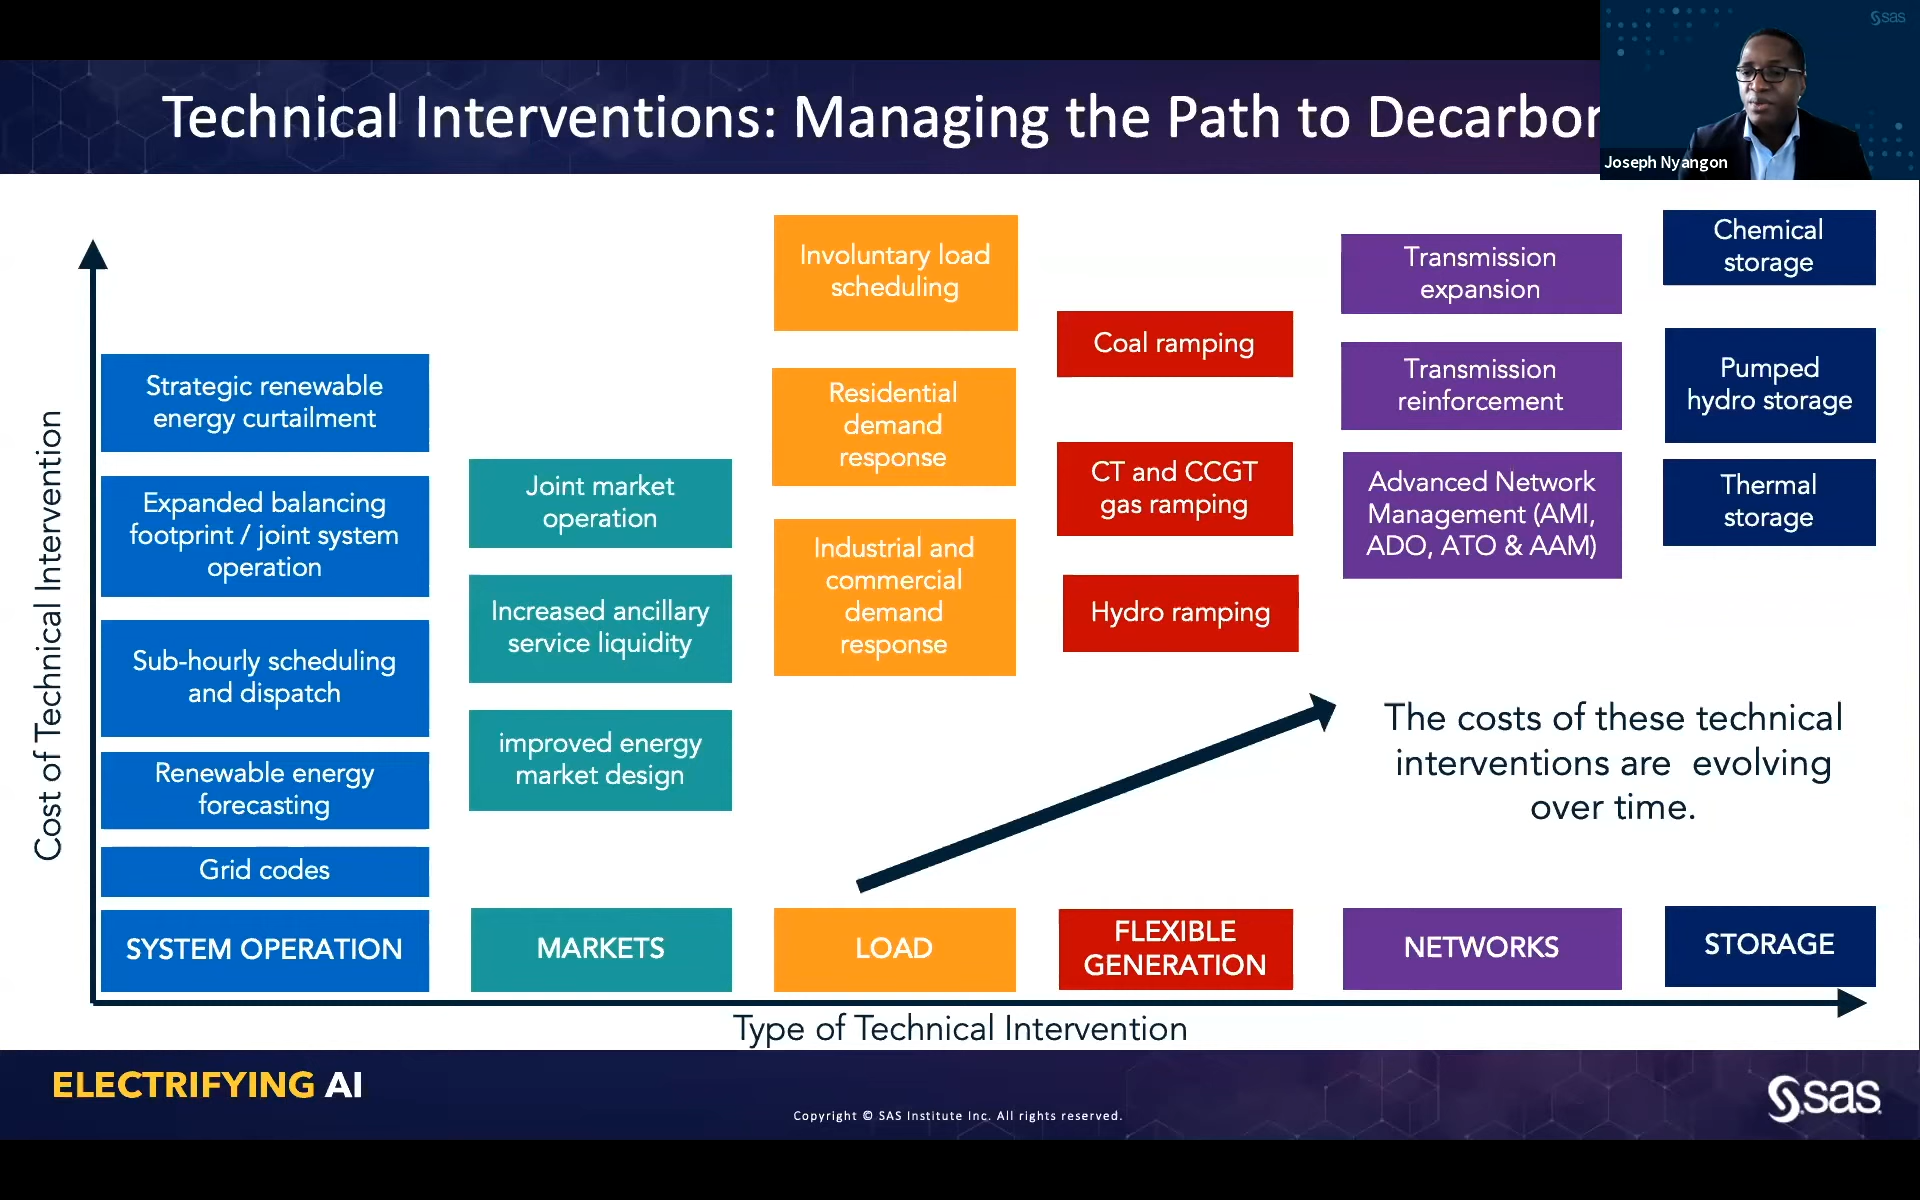 sas
Technical Interventions: Managing the Path to Decarbon
Joseph Nyangon
Cost of Technical Intervention
Strategic renewable
energy curtailment
Expanded balancing
footprint / joint system
operation
Sub-hourly scheduling
and dispatch
Renewable energy
forecasting
Grid codes
SYSTEM OPERATION
Joint market
operation
Increased ancillary
service liquidity
improved energy
market design
MARKETS
Involuntary load
scheduling
Residential
demand
response
Industrial and
commercial
demand
response
LOAD
Coal ramping
CT and CCGT
gas ramping
Hydro ramping
FLEXIBLE
GENERATION
Transmission
expansion
Transmission
reinforcement
Advanced Network
Management (AMI,
ADO, ATO & AAM)
NETWORKS
Chemical
storage
Pumped
hydro storage
Thermal
storage
STORAGE
The costs of these technical
interventions are evolving
over time.
Type of Technical Intervention
ELECTRIFYING AI
Copyright © SAS Institute Inc. All rights reserved.
sas